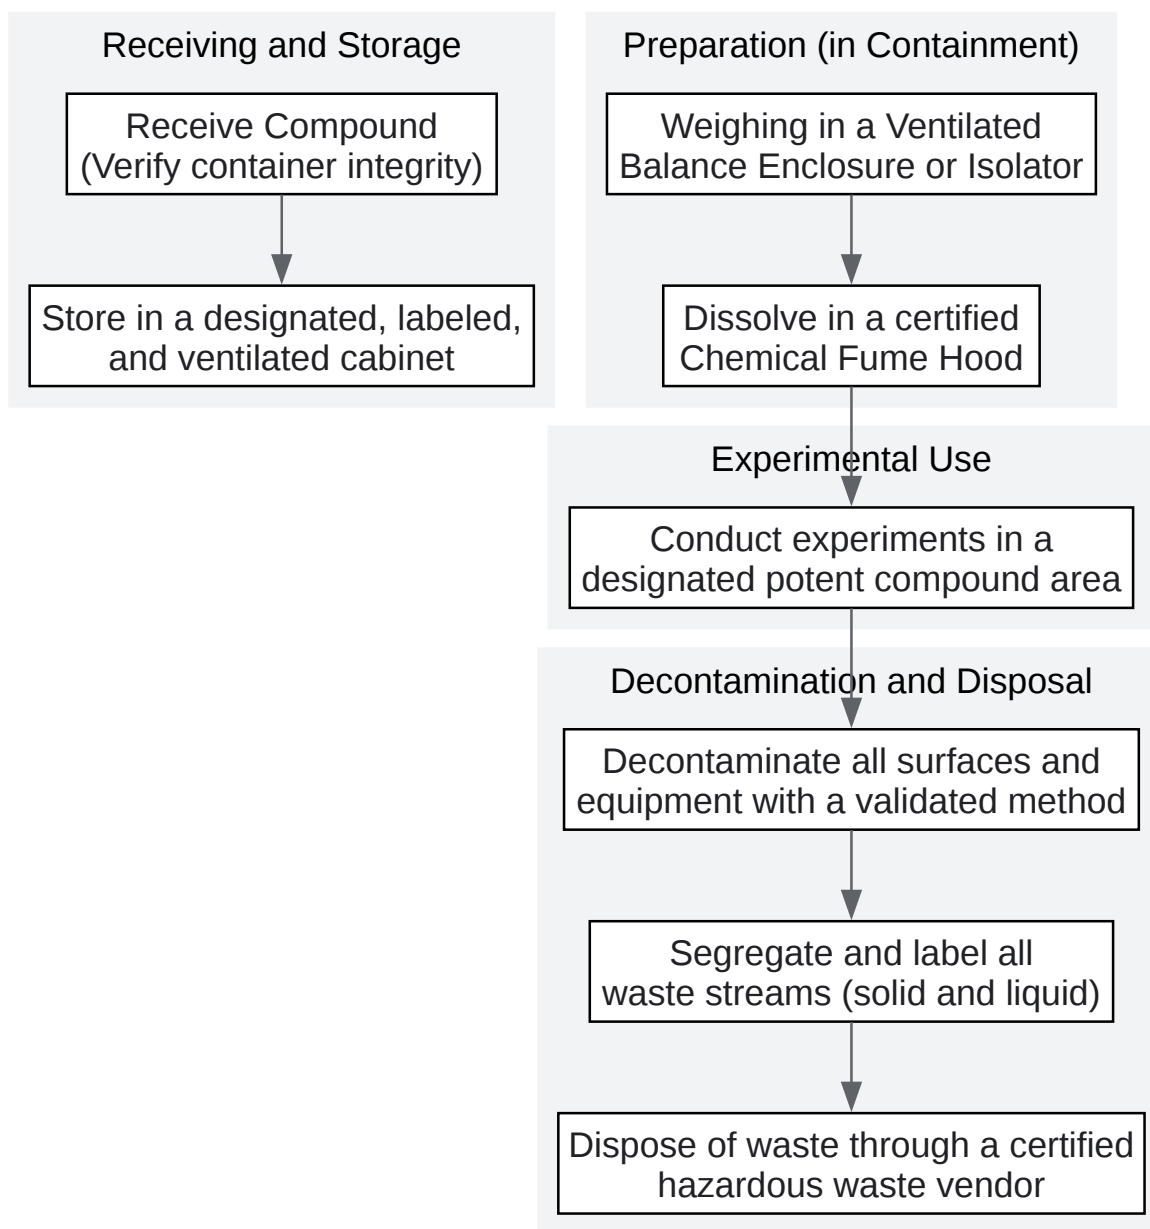 Receiving and Storage
Receive Compound
(Verify container integrity)
Store in a designated, labeled,
and ventilated cabinet
Preparation (in Containment)
Weighing in a Ventilated
Balance Enclosure or Isolator
Dissolve in a certified
Chemical Fume Hood
Experimental Use
Conduct experiments in a
designated potent compound area
Decontamination and Disposal
Decontaminate all surfaces and
equipment with a validated method
Segregate and label all
waste streams (solid and liquid)
Dispose of waste through a certified
hazardous waste vendor